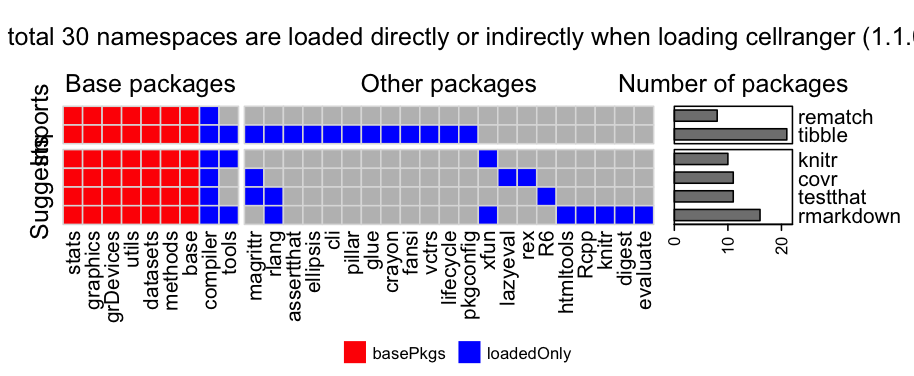 total 30 namespaces are loaded directly or indirectly when loading cellranger (1.1.0
Base packages
Other packages
Number of packages
Imports
Suggests
rematch
tibble
knitr
covr
testthat
rmarkdown
0
10
20
stats
graphics
grDevices
utils
datasets
methods
base
compiler
tools
magrittr
rlang
assertthat
ellipsis
cli
pillar
glue
crayon
fansi
vctrs
lifecycle
pkgconfig
xfun
lazyeval
rex
R6
htmltools
Rcpp
knitr
digest
evaluate
basePkgs
loadedOnly